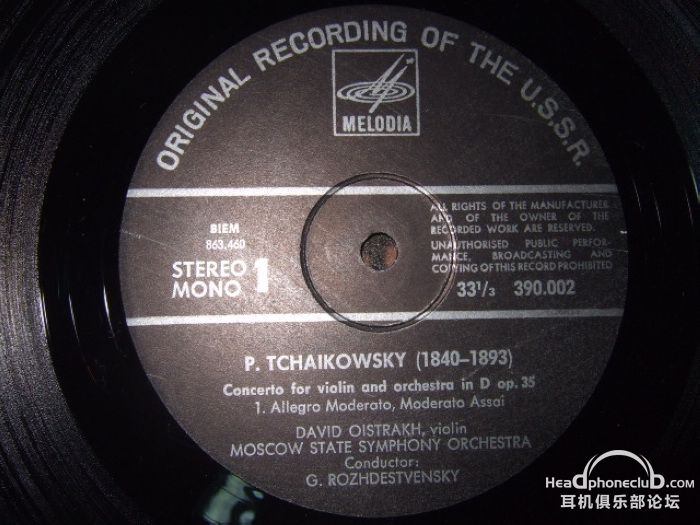 ORIGINAL RECORDING OF THE U.S.S.R.
MELODIA
BIEM
863.460
STEREO
MONO
1
ALL RIGHTS OF THE MANUFACTURER
AND OF THE OWNER OF THE
RECORDED WORK ARE RESERVED.
UNAUTHORISED PUBLIC PERFOR-
MANCE, BROADCASTING AND
COPYING OF THIS RECORD PROHIBITED
33 1/3 390.002
P. TCHAIKOWSKY (1840-1893)
Concerto for violin and orchestra in D op. 35
1. Allegro Moderato, Moderato Assai
DAVID OISTRAKH, violin
MOSCOW STATE SYMPHONY ORCHESTRA
Conductor:
G. ROZHDESTVENSKY
Headphoneclub.com
耳机俱乐部论坛